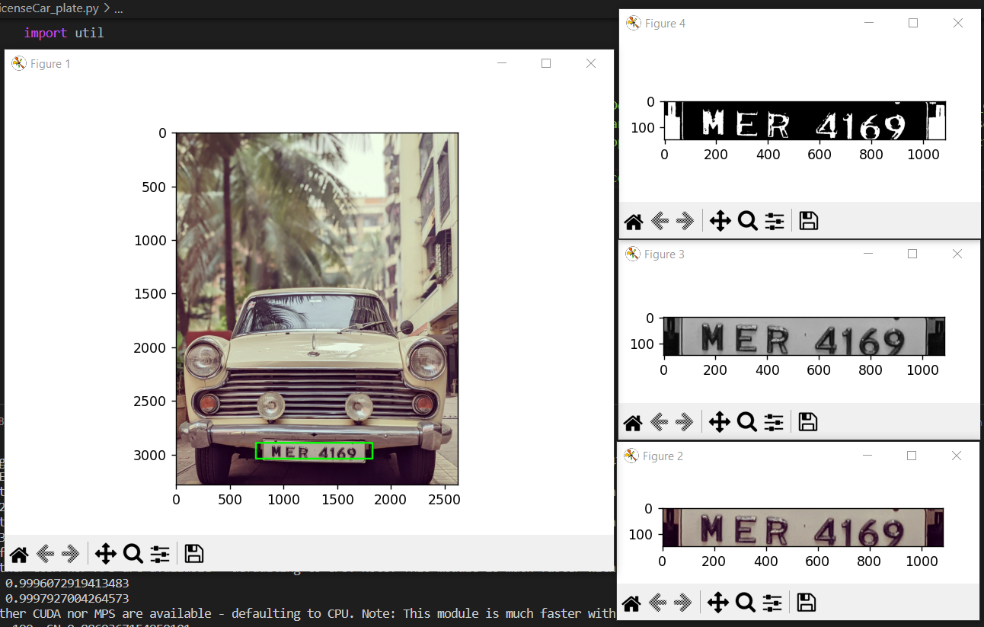 icenseCar_plate.py > ...
import util
Figure 1
0
500
1000
1500
2000
2500
3000
MER 4169
0 500 1000 1500 2000 2500
Figure 4
0
100
MER 4169
0 200 400 600 800 1000
Figure 3
0
100
MER 4169
0 200 400 600 800 1000
Figure 2
0
100
MER 4169
0 200 400 600 800 1000
0.9996072919413483
0.9997927004264573
ther CUDA nor MPS are available - defaulting to CPU. Note: This module is much faster with